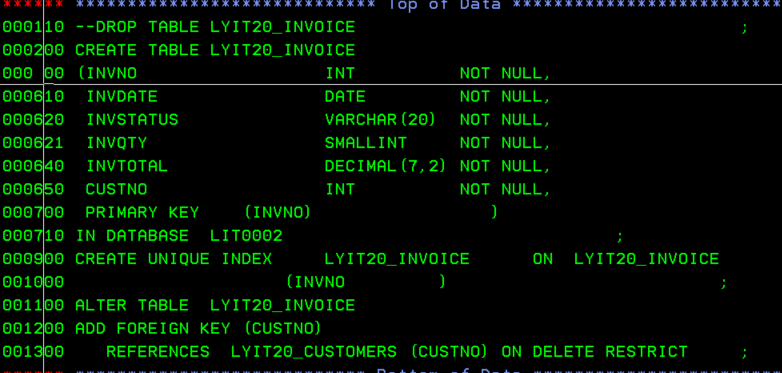 ****** **************************** Top of Data **************************
000110 --DROP TABLE LYIT20_INVOICE ;
000200 CREATE TABLE LYIT20_INVOICE
000 00 (INVNO INT NOT NULL,
000610 INVDATE DATE NOT NULL,
000620 INVSTATUS VARCHAR(20) NOT NULL,
000621 INVQTY SMALLINT NOT NULL,
000640 INVTOTAL DECIMAL(7,2) NOT NULL,
000650 CUSTNO INT NOT NULL,
000700 PRIMARY KEY (INVNO) )
000710 IN DATABASE LIT0002 ;
000900 CREATE UNIQUE INDEX LYIT20_INVOICE ON LYIT20_INVOICE
001000 (INVNO ) ;
001100 ALTER TABLE LYIT20_INVOICE
001200 ADD FOREIGN KEY (CUSTNO)
001300 REFERENCES LYIT20_CUSTOMERS (CUSTNO) ON DELETE RESTRICT ;
****** **************************** Bottom of Data ************************